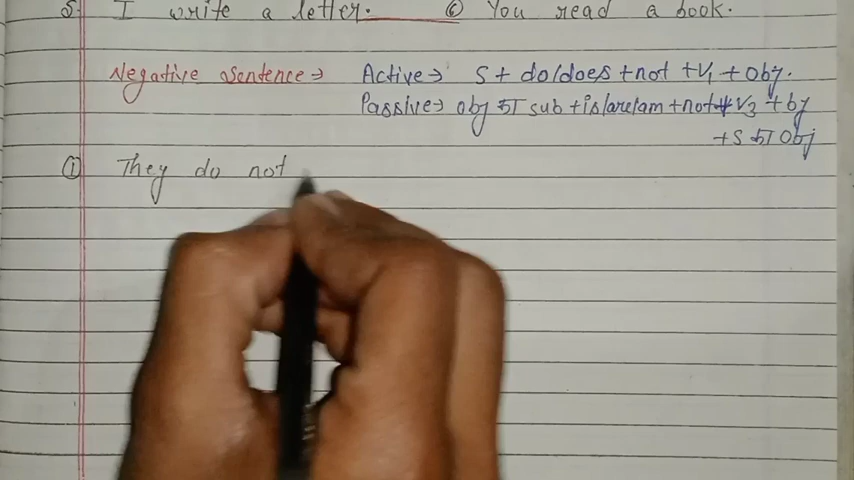 5. I write a letter. ⑥ You read a book.
Negative sentence ⇒ Active → S + do/does + not + V₁ + Obj.
Passive → obj का sub + is/are/am + not + V₃ + by
+ S का Obj
① They do not